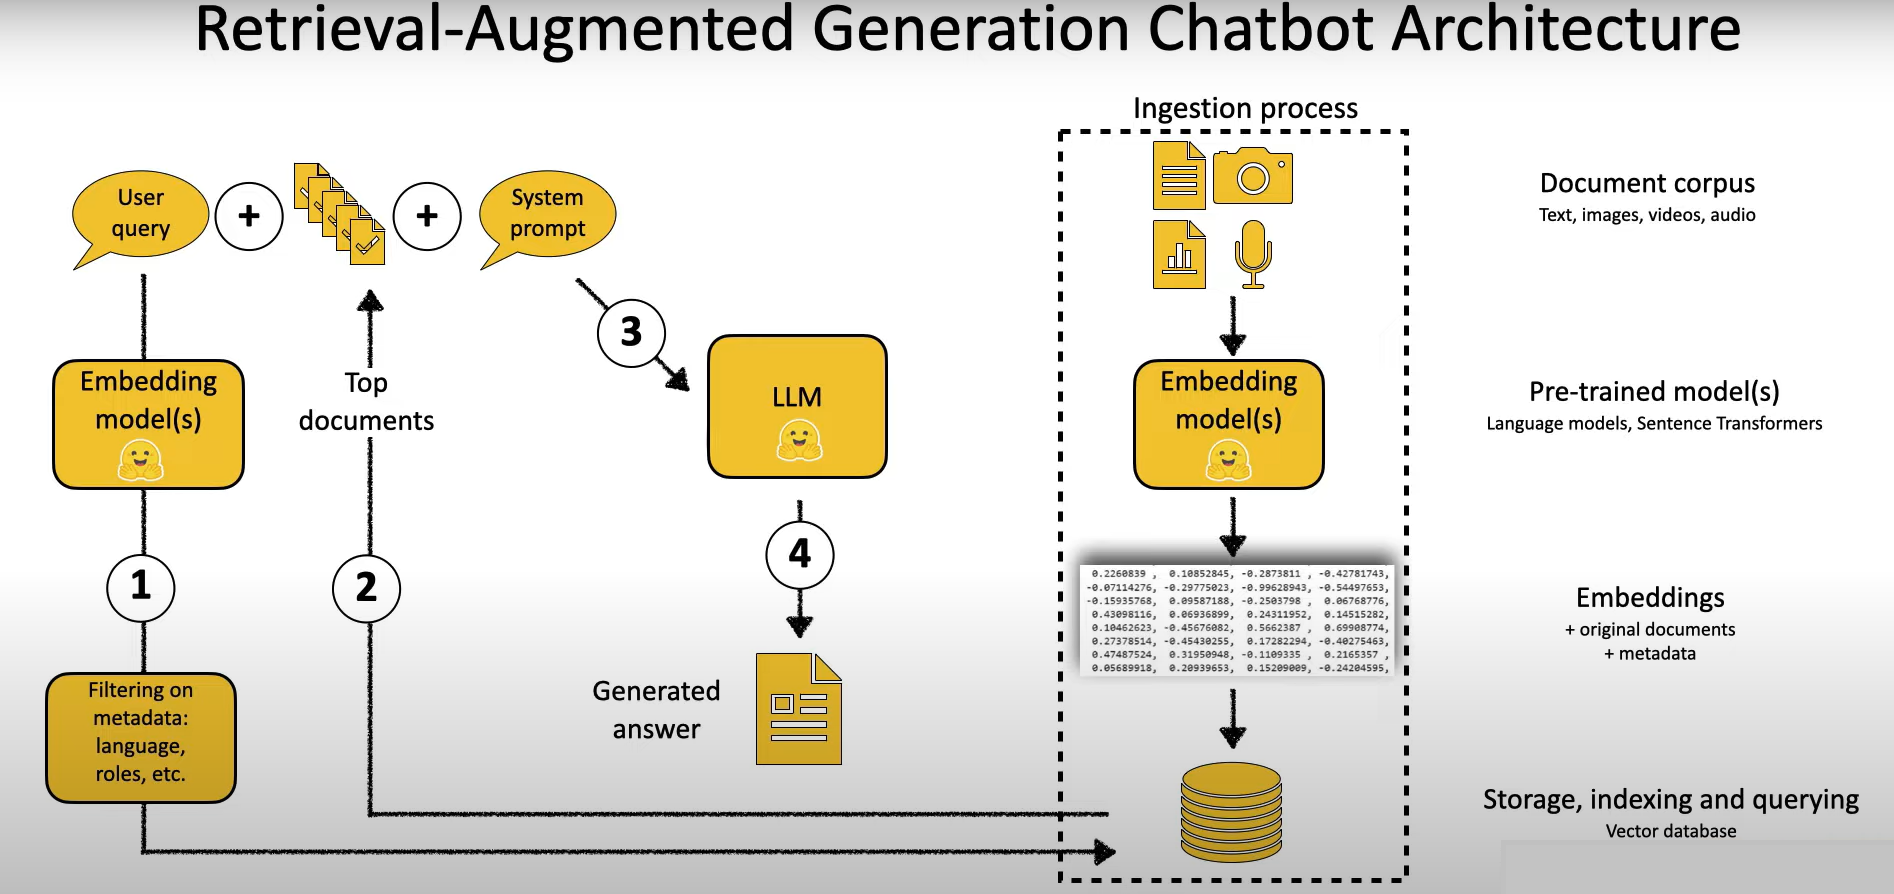 Retrieval-Augmented Generation Chatbot Architecture
Ingestion process
User
query
+
+
System
prompt
Document corpus
Text, images, videos, audio
3
Embedding
model(s)
Top
documents
LLM
Embedding
model(s)
Pre-trained model(s)
Language models, Sentence Transformers
1
2
4
0.2260839 , 0.10852845, -0.2873811 , -0.42781743,
-0.07114276, -0.29775023, -0.99628943, -0.54497653,
-0.15935768, 0.09587188, -0.2503798 , 0.06768776,
0.43098116, 0.06936899, 0.24311952, 0.14515282,
0.10462623, -0.45676082, 0.5662387 , 0.69908774,
0.27378514, -0.45430255, 0.17282294, -0.40275463,
0.47487524, 0.31950948, -0.1109335 , 0.2165357 ,
0.05689918, 0.20939653, 0.15209009, -0.24204595,
Embeddings
+ original documents
+ metadata
Filtering on
metadata:
language,
roles, etc.
Generated
answer
Storage, indexing and querying
Vector database